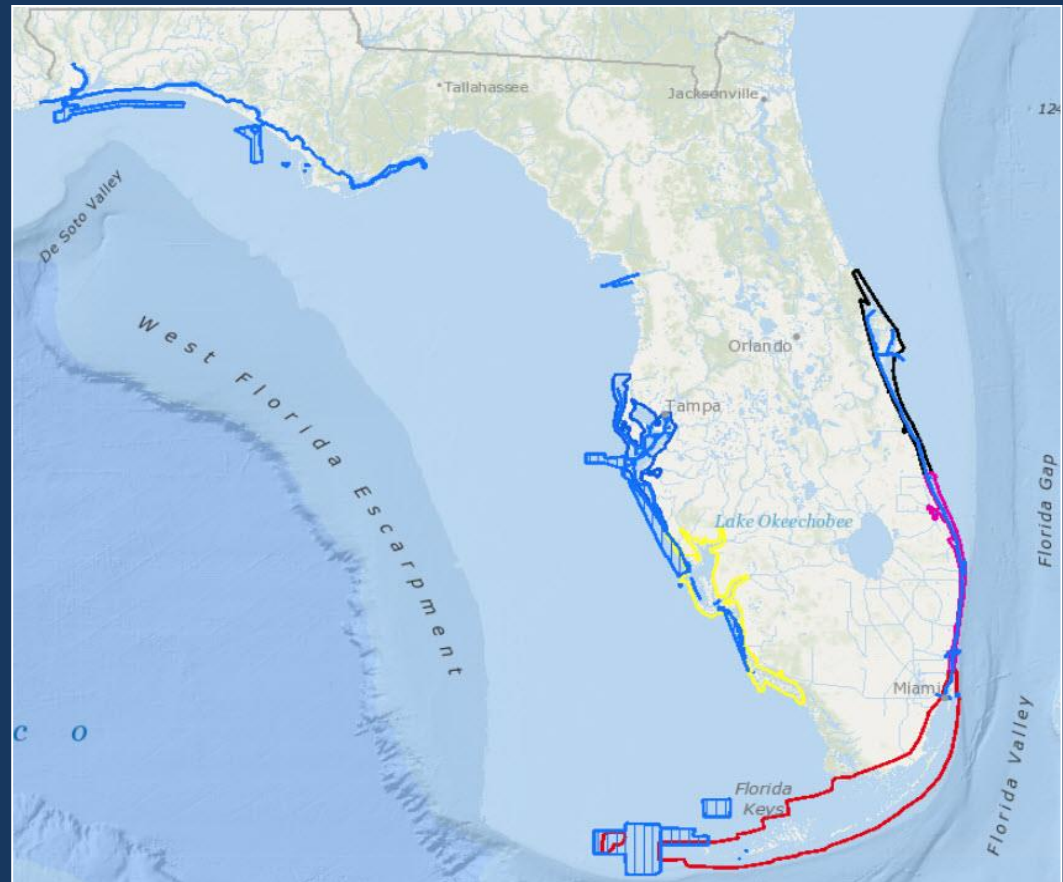 Tallahassee
Jacksonville
12
De Soto Valley
West Florida Escarpment
Orlando
Tampa
Lake Okeechobee
Florida Gap
Miami
Florida
Keys
Florida Valley
c o